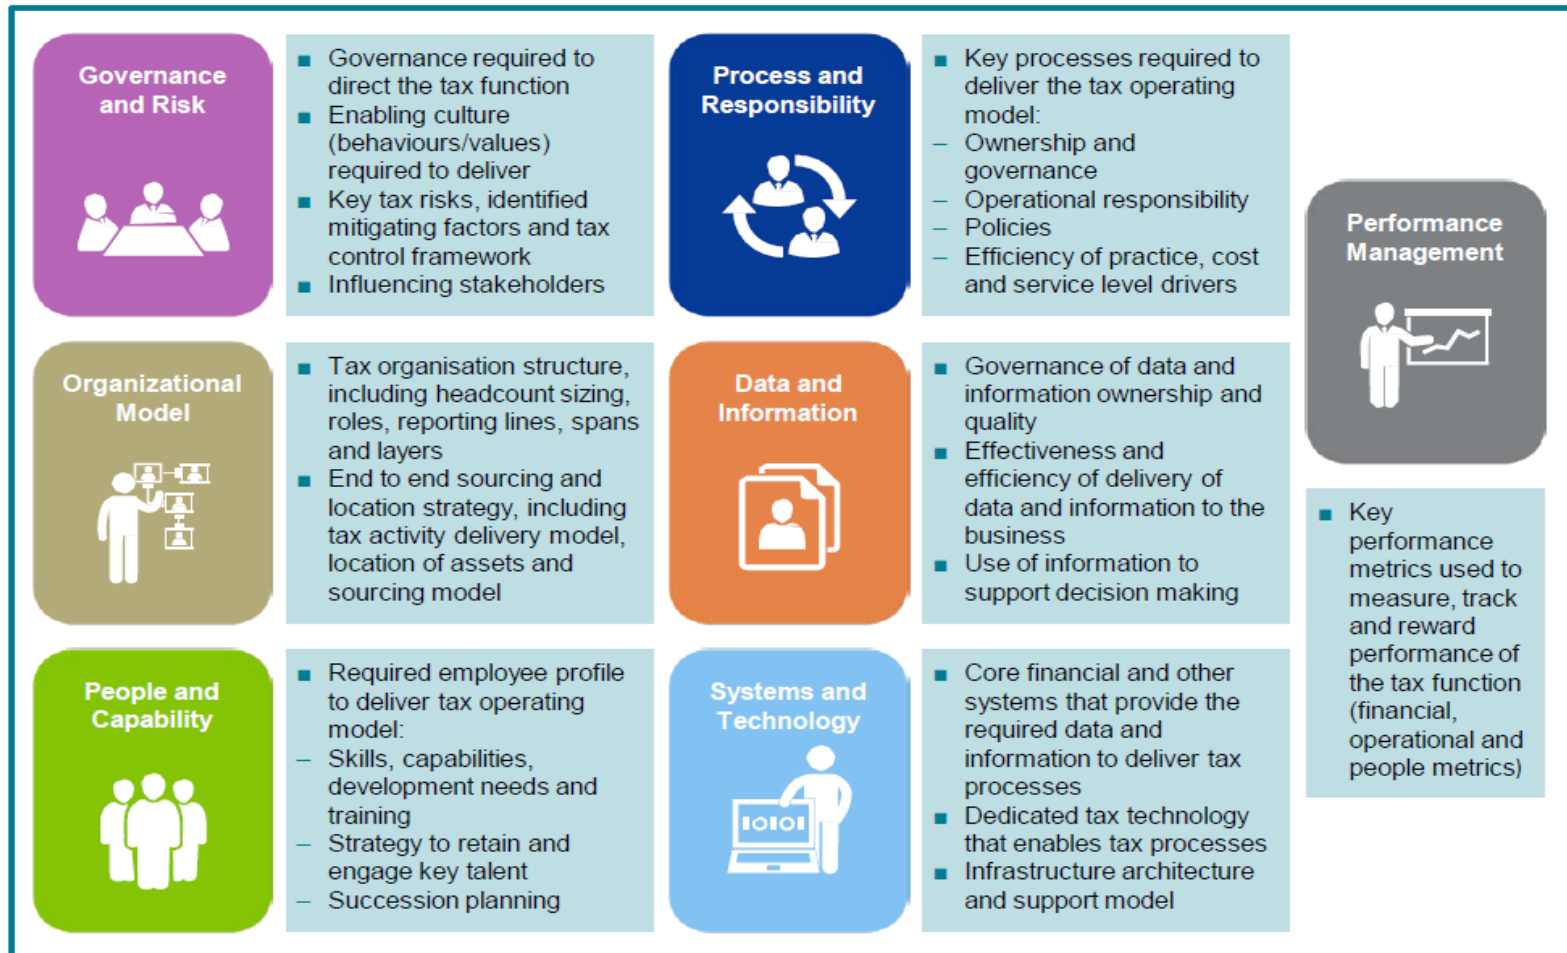 Governance
and Risk
■ Governance required to
direct the tax function
■ Enabling culture
(behaviours/values)
required to deliver
■ Key tax risks, identified
mitigating factors and tax
control framework
■ Influencing stakeholders
Process and
Responsibility
■ Key processes required to
deliver the tax operating
model:
– Ownership and
governance
– Operational responsibility
– Policies
– Efficiency of practice, cost
and service level drivers
Organizational
Model
■ Tax organisation structure,
including headcount sizing,
roles, reporting lines, spans
and layers
■ End to end sourcing and
location strategy, including
tax activity delivery model,
location of assets and
sourcing model
Data and
Information
■ Governance of data and
information ownership and
quality
■ Effectiveness and
efficiency of delivery of
data and information to the
business
■ Use of information to
support decision making
People and
Capability
■ Required employee profile
to deliver tax operating
model:
– Skills, capabilities,
development needs and
training
– Strategy to retain and
engage key talent
– Succession planning
Systems and
Technology
IOIOI
■ Core financial and other
systems that provide the
required data and
information to deliver tax
processes
■ Dedicated tax technology
that enables tax processes
■ Infrastructure architecture
and support model
Performance
Management
■ Key
performance
metrics used to
measure, track
and reward
performance of
the tax function
(financial,
operational and
people metrics)